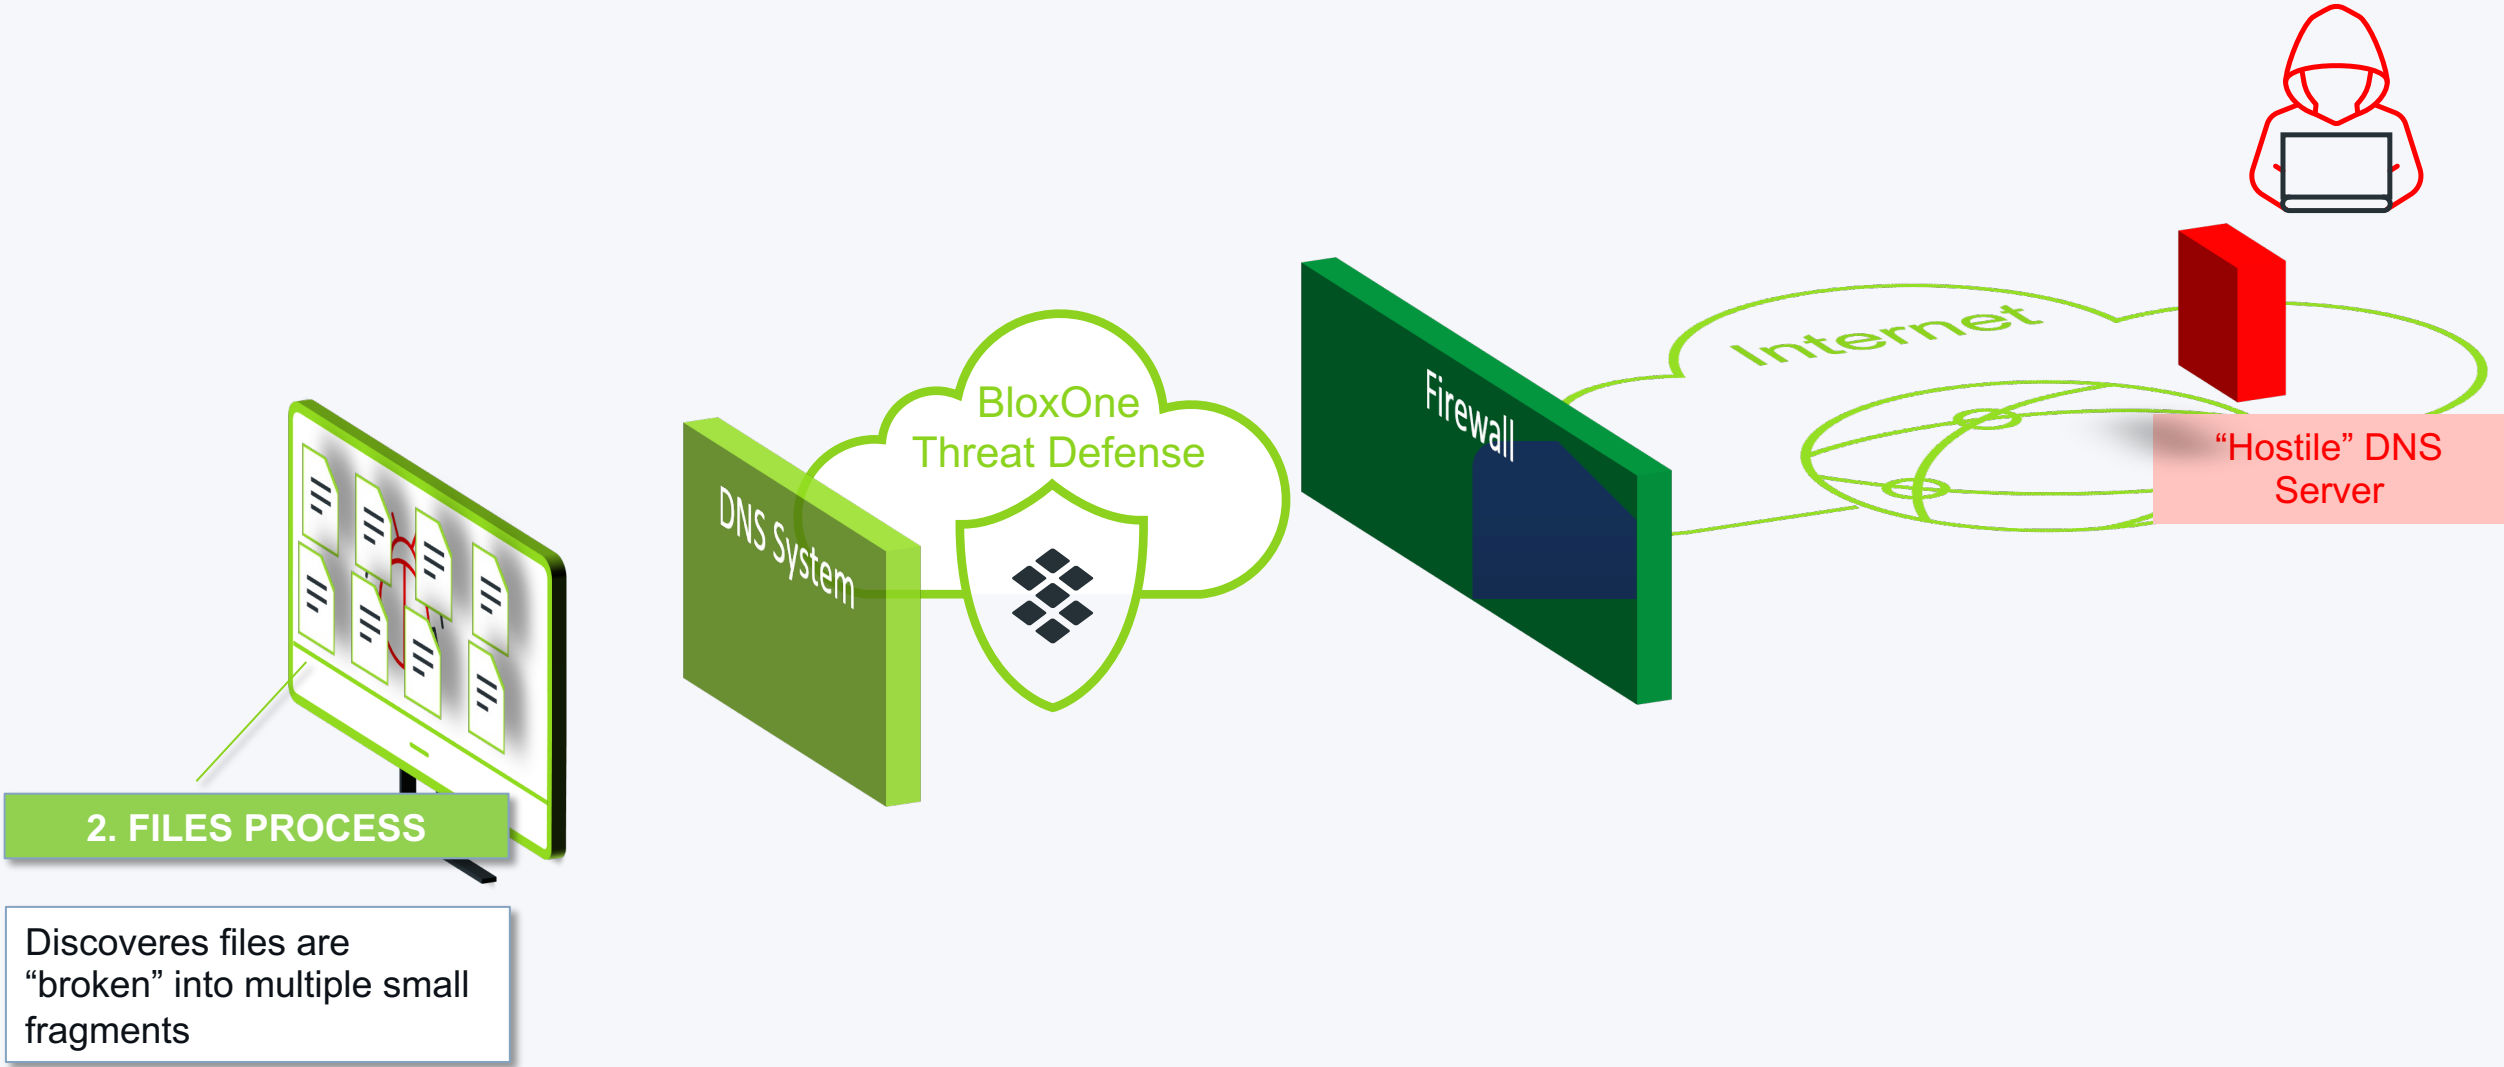 BloxOne
Threat Defense
DNS System
Firewall
Internet
“Hostile” DNS
Server
2. FILES PROCESS
Discoveres files are
“broken” into multiple small
fragments